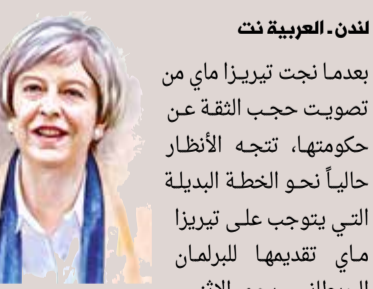 لندن - العربية نت
بعدما نجت تيريزا ماي من
تصويت حجب الثقة عن
حكومتها، تتجه الأنظار
حالياً نحو الخطة البديلة
التي يتوجب على تيريزا
ماي تقديمها للبرلمان